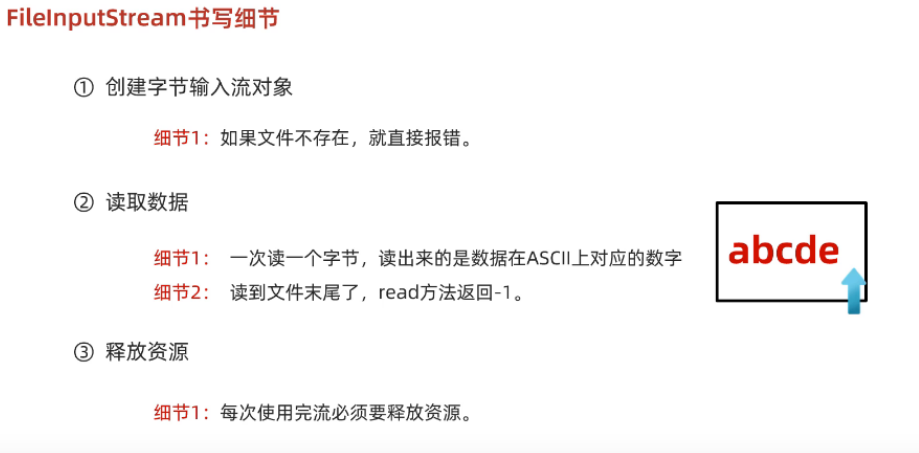 FileInputStream书写细节
① 创建字节输入流对象
细节1：如果文件不存在，就直接报错。
② 读取数据
细节1： 一次读一个字节，读出来的是数据在ASCII上对应的数字
细节2： 读到文件末尾了，read方法返回-1。
abcde
③ 释放资源
细节1：每次使用完流必须要释放资源。